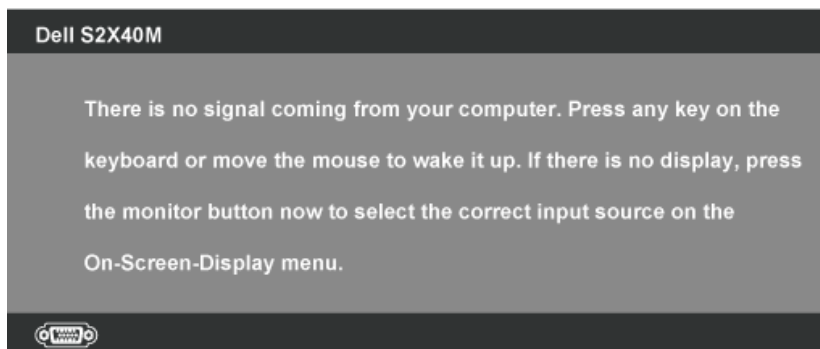 Dell S2X40M
There is no signal coming from your computer. Press any key on the
keyboard or move the mouse to wake it up. If there is no display, press
the monitor button now to select the correct input source on the
On-Screen-Display menu.